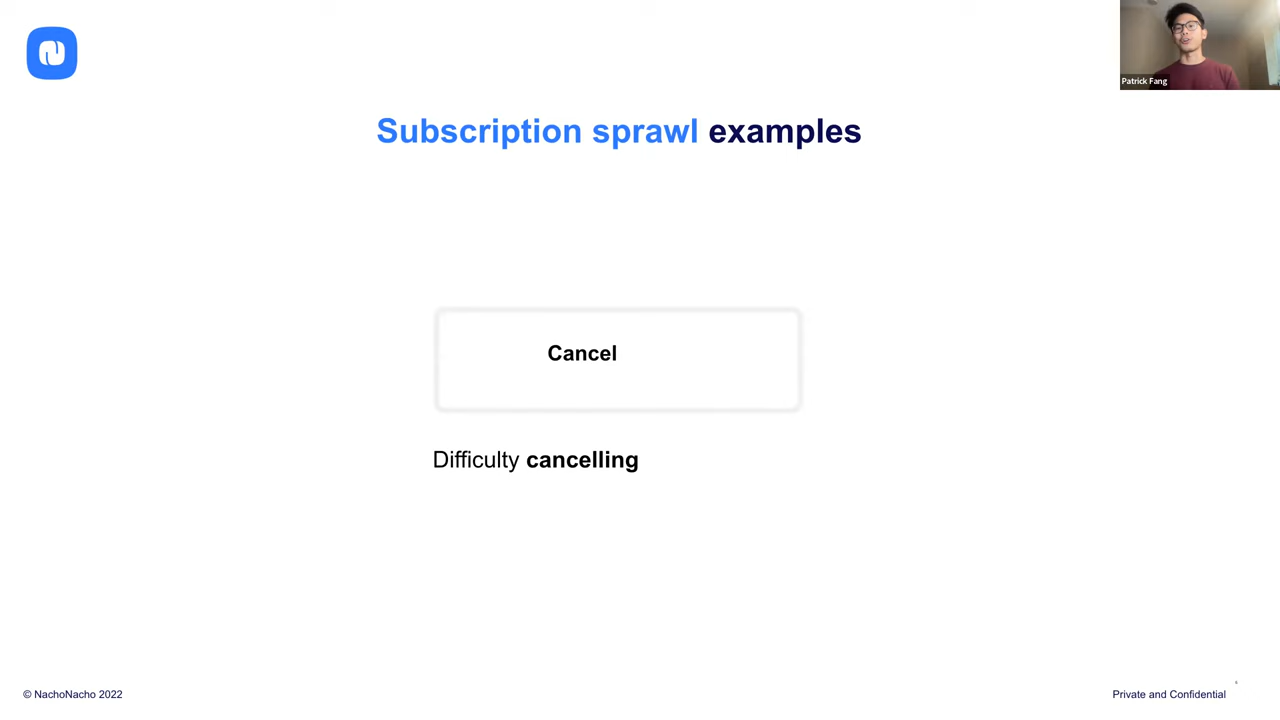 Patrick Fang
Subscription sprawl examples
Cancel
Difficulty cancelling
© NachoNacho 2022
Private and Confidential